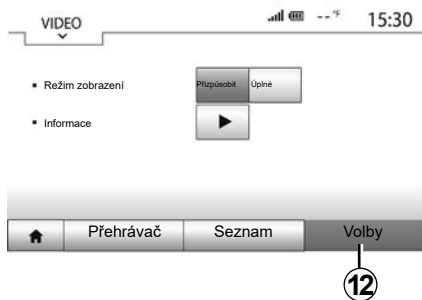 VIDEO
--°F
15:30
▪ Režim zobrazení
Přizpůsobit Úplné
▪ Informace
Přehrávač Seznam Volby
12